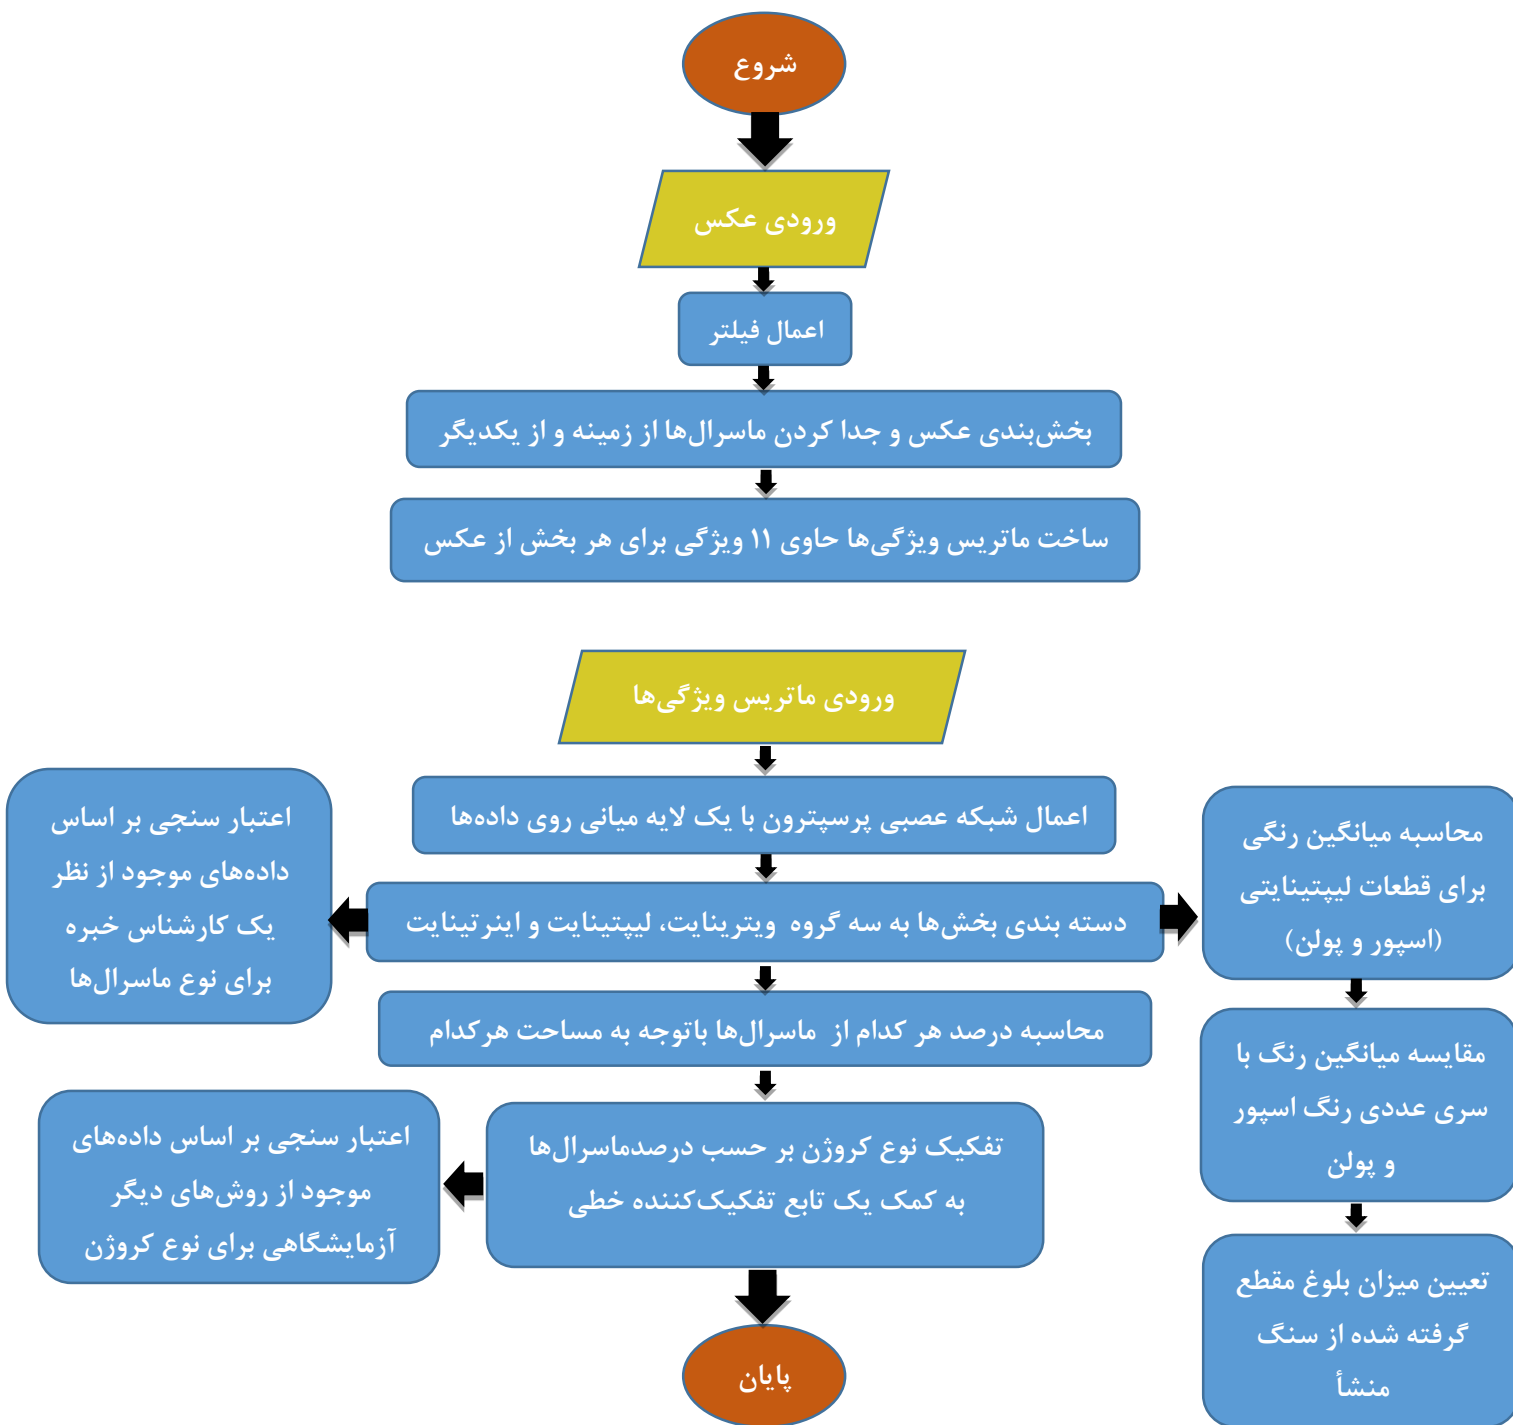 شروع
ورودی عکس
اعمال فیلتر
بخش‌بندی عکس و جدا کردن ماسرال‌ها از زمینه و از یکدیگر
ساخت ماتریس ویژگی‌ها حاوی ۱۱ ویژگی برای هر بخش از عکس
ورودی ماتریس ویژگی‌ها
اعمال شبکه عصبی پرسپترون با یک لایه میانی روی داده‌ها
دسته بندی بخش‌ها به سه گروه ویترینایت، لیپتینایت و اینرتینایت
محاسبه میانگین رنگی
برای قطعات لیپتینایتی
(اسپور و پولن)
مقایسه میانگین رنگ با
سری عددی رنگ اسپور
و پولن
تعیین میزان بلوغ مقطع
گرفته شده از سنگ
منشأ
اعتبار سنجی بر اساس
داده‌های موجود از نظر
یک کارشناس خبره
برای نوع ماسرال‌ها
محاسبه درصد هر کدام از ماسرال‌ها باتوجه به مساحت هرکدام
تفکیک نوع کروژن بر حسب درصدماسرال‌ها
به کمک یک تابع تفکیک‌کننده خطی
اعتبار سنجی بر اساس داده‌های
موجود از روش‌های دیگر
آزمایشگاهی برای نوع کروژن
پایان